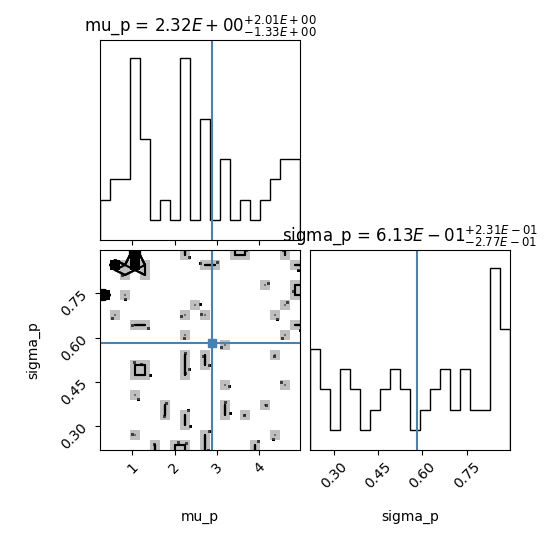 mu_p = 2.32E + 00 +2.01E+00 −1.33E+00
sigma_p = 6.13E − 01 +2.31E−01 −2.77E−01
sigma_p
0.75
0.60
0.45
0.30
1 2 3 4
0.30 0.45 0.60 0.75
mu_p
sigma_p